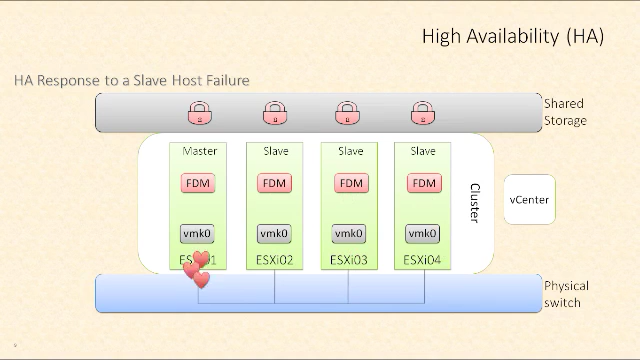 High Availability (HA)
HA Response to a Slave Host Failure
Shared
Storage
Master Slave Slave Slave
FDM FDM FDM FDM
vmk0 vmk0 vmk0 vmk0
ESXi02 ESXi03 ESXi04
Cluster
vCenter
Physical
switch